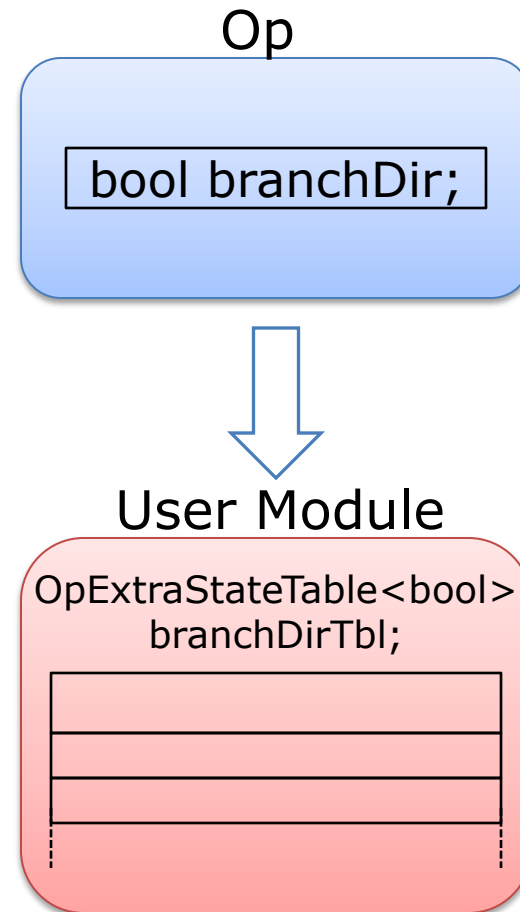 Op
bool branchDir;
User Module
OpExtraStateTable<bool>
branchDirTbl;